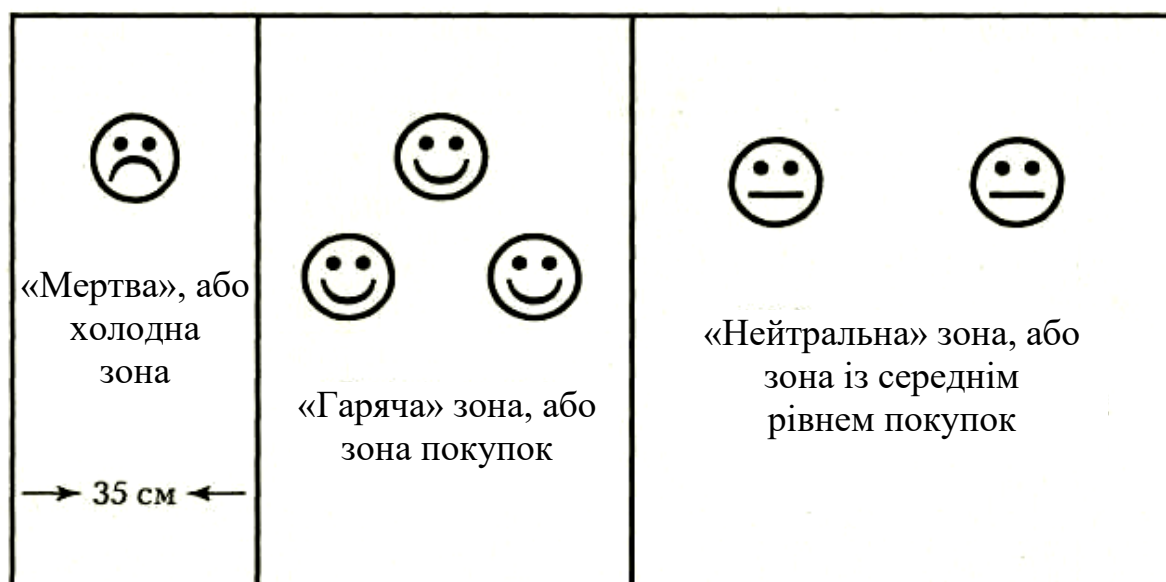 «Мертва», або
холодна
зона
35 см
«Гаряча» зона, або
зона покупок
«Нейтральна» зона, або
зона із середнім
рівнем покупок